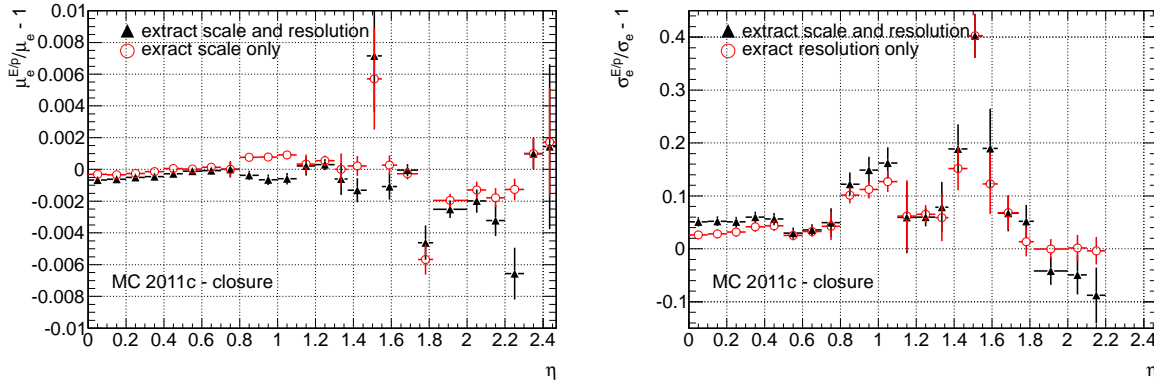 μ_e^{E/p}/μ_e - 1
0.01
0.008
0.006
0.004
0.002
0
-0.002
-0.004
-0.006
-0.008
-0.01
extract scale and resolution
extract scale only
MC 2011c - closure
0 0.2 0.4 0.6 0.8 1 1.2 1.4 1.6 1.8 2 2.2 2.4
η
σ_e^{E/p}/σ_e - 1
0.4
0.3
0.2
0.1
0
-0.1
extract scale and resolution
extract resolution only
MC 2011c - closure
0 0.2 0.4 0.6 0.8 1 1.2 1.4 1.6 1.8 2 2.2 2.4
η